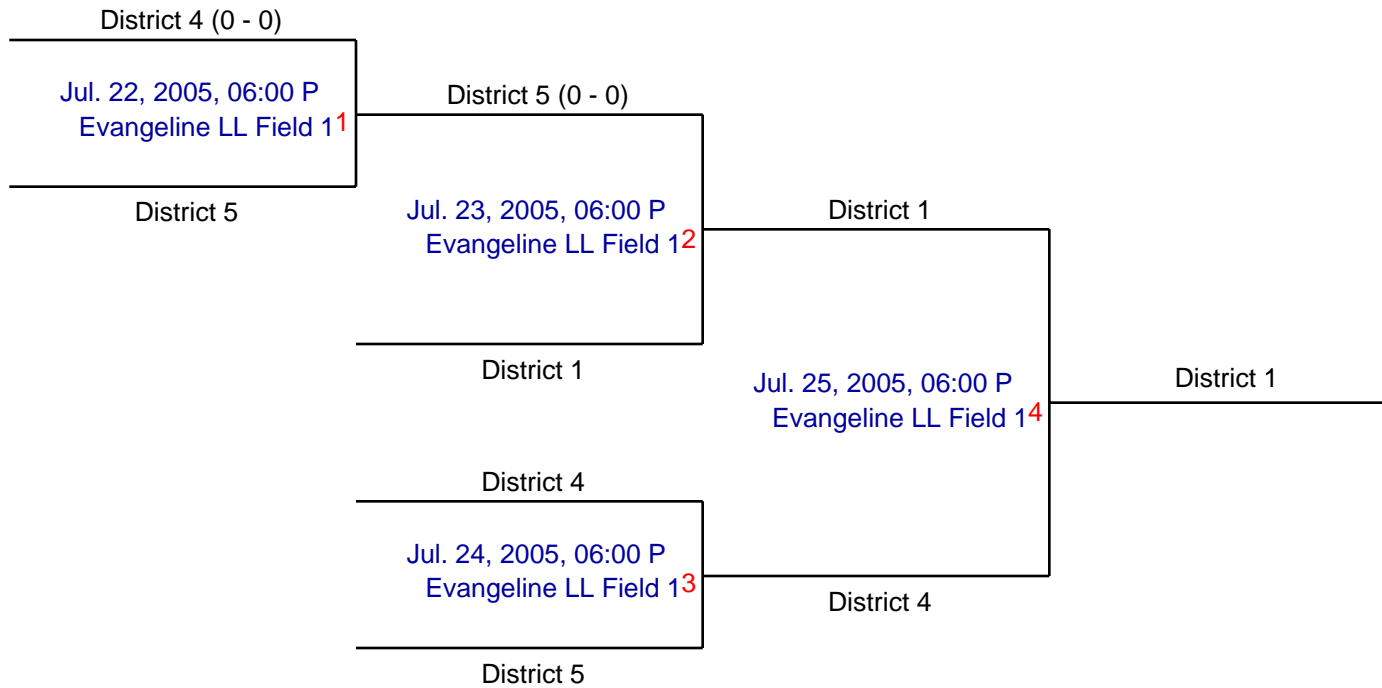 District 4 (0 - 0)
Jul. 22, 2005, 06:00 P
Evangeline LL Field 1 1
District 5
District 5 (0 - 0)
Jul. 23, 2005, 06:00 P
Evangeline LL Field 1 2
District 1
District 1
Jul. 25, 2005, 06:00 P
Evangeline LL Field 1 4
District 1
District 4
Jul. 24, 2005, 06:00 P
Evangeline LL Field 1 3
District 4
District 5